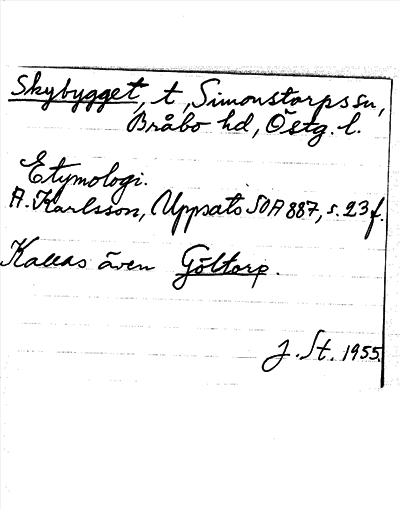 Skybygget, t, Simonstorps sn,
Bråbo hd, Östg. l.
Etymologi.
A. Karlsson, Uppsats SOA 887, s. 23 f.
Kallas även Göltorp.
J. St. 1955.